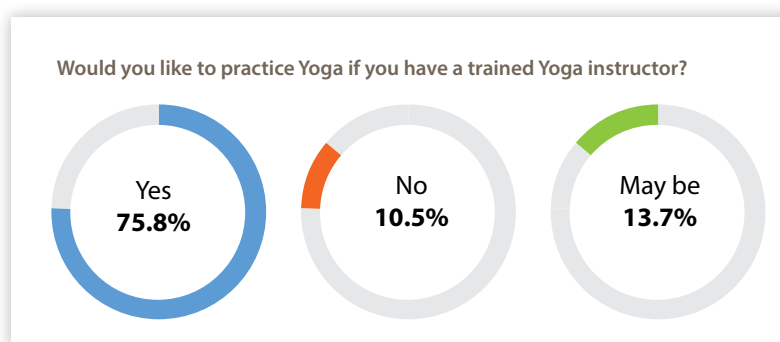 Would you like to practice Yoga if you have a trained Yoga instructor?
Yes
75.8%
No
10.5%
May be
13.7%